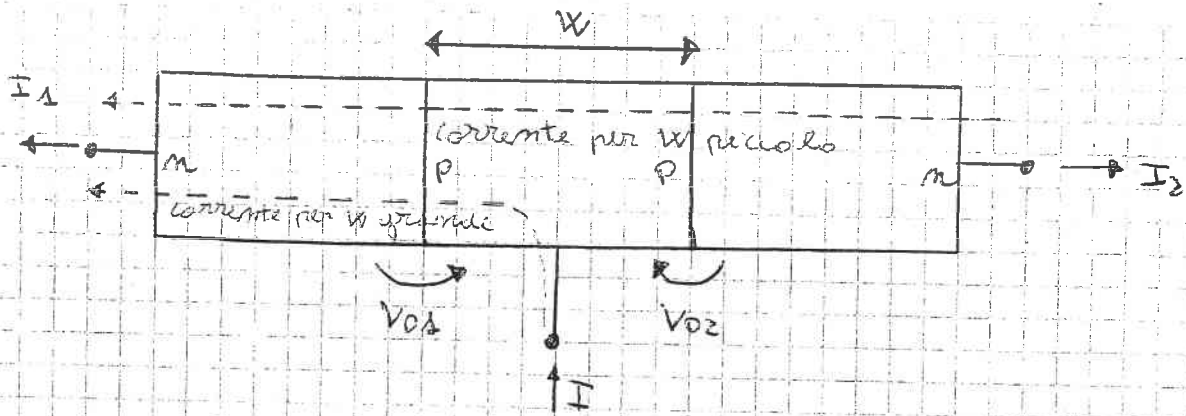 W
I1
corrente per W piccolo
n
P
P
n
I2
corrente per W grande
V01
V02
I